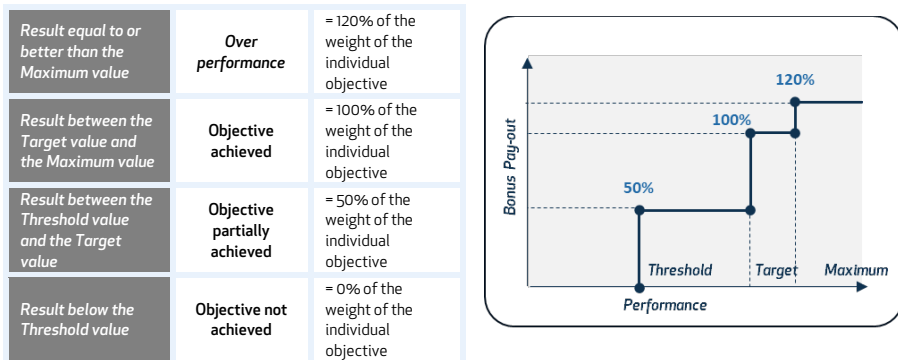 Result equal to or
better than the
Maximum value
Over
performance
= 120% of the
weight of the
individual
objective
Result between the
Target value and
the Maximum value
Objective
achieved
= 100% of the
weight of the
individual
objective
Result between the
Threshold value
and the Target
value
Objective
partially
achieved
= 50% of the
weight of the
individual
objective
Result below the
Threshold value
Objective not
achieved
= 0% of the
weight of the
individual
objective
Bonus Pay-out
120%
100%
50%
Threshold
Target
Maximum
Performance